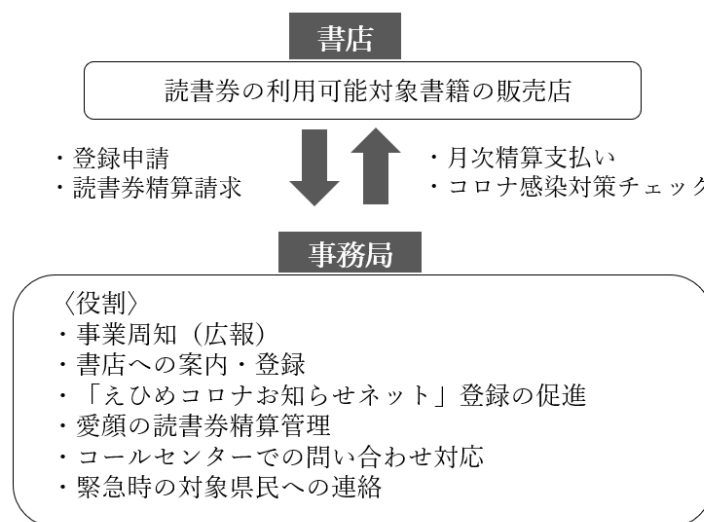 書店
読書券の利用可能対象書籍の販売店
・登録申請
・読書券精算請求
・月次精算支払い
・コロナ感染対策チェック
事務局
〈役割〉
・事業周知（広報）
・書店への案内・登録
・「えひめコロナお知らせネット」登録の促進
・愛顔の読書券精算管理
・コールセンターでの問い合わせ対応
・緊急時の対象県民への連絡